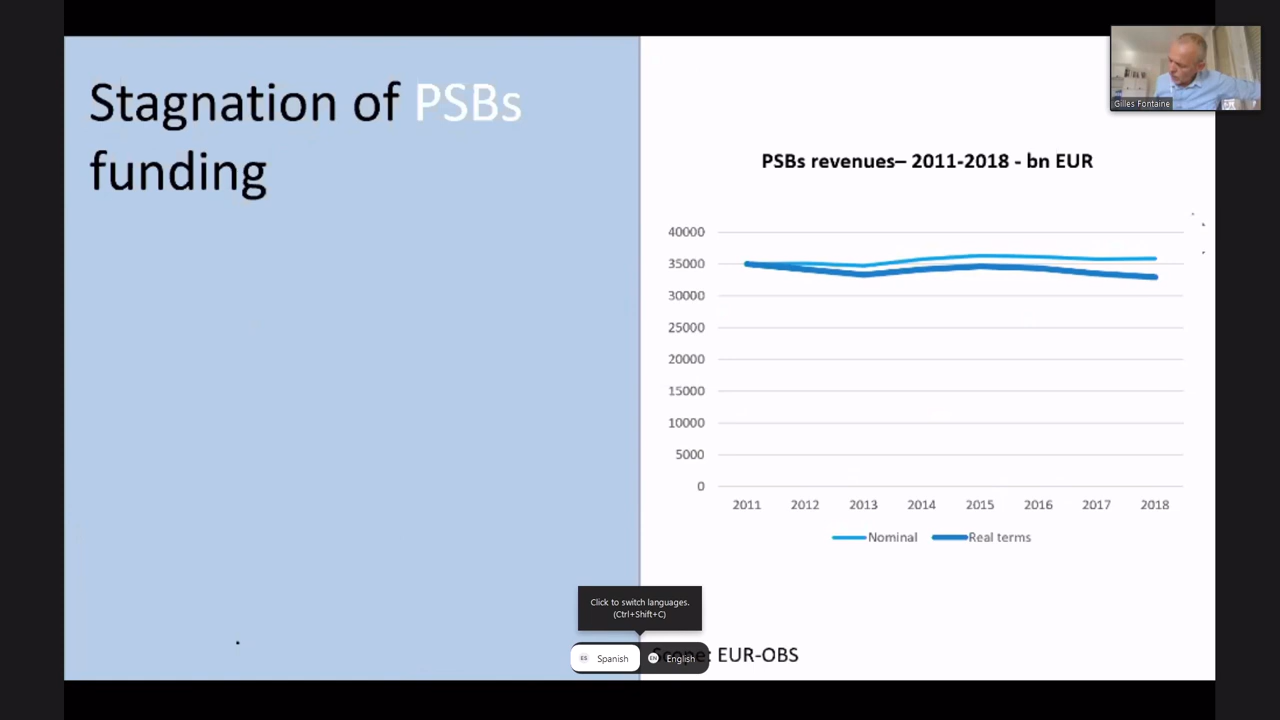 Stagnation of PSBs
funding
Gilles Fontaine
PSBs revenues– 2011-2018 - bn EUR
40000
35000
30000
25000
20000
15000
10000
5000
0
2011 2012 2013 2014 2015 2016 2017 2018
Nominal Real terms
Click to switch languages.
(Ctrl+Shift+C)
ES Spanish EN English
EUR-OBS